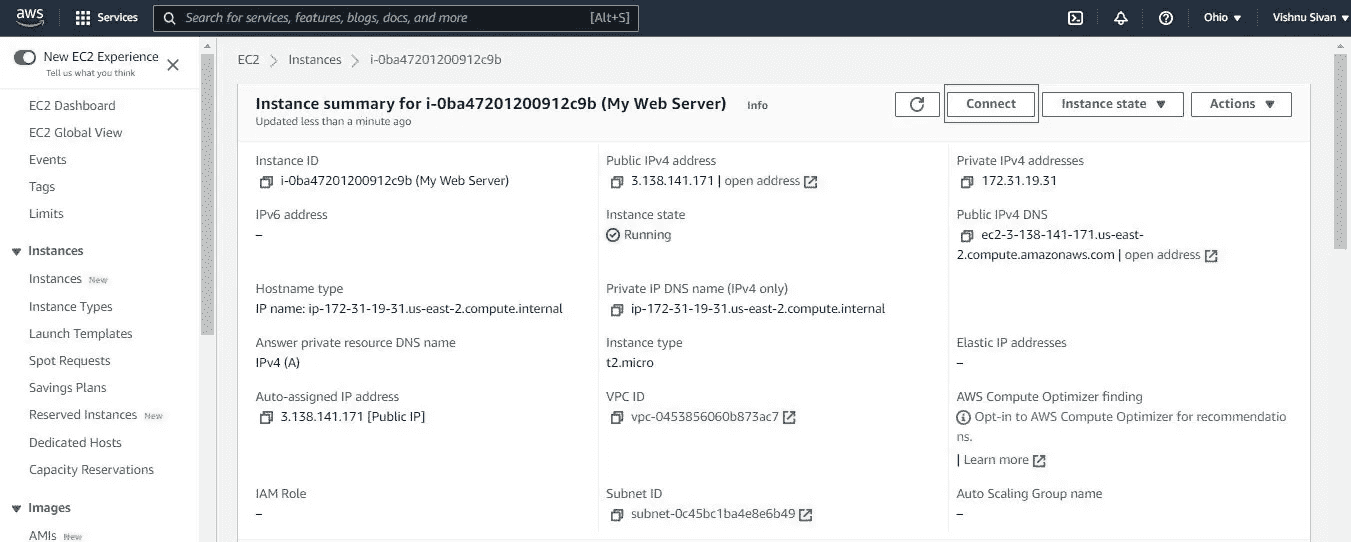 aws
Services
Search for services, features, blogs, docs, and more
[Alt+S]
Ohio
Vishnu Sivan
New EC2 Experience
Tell us what you think
EC2 Dashboard
EC2 Global View
Events
Tags
Limits
Instances
Instances New
Instance Types
Launch Templates
Spot Requests
Savings Plans
Reserved Instances New
Dedicated Hosts
Capacity Reservations
Images
AMIs New
EC2 > Instances > i-0ba47201200912c9b
Instance summary for i-0ba47201200912c9b (My Web Server) Info
Updated less than a minute ago
Connect
Instance state
Actions
Instance ID
i-0ba47201200912c9b (My Web Server)
Public IPv4 address
3.138.141.171 | open address
Private IPv4 addresses
172.31.19.31
IPv6 address
–
Instance state
Running
Public IPv4 DNS
ec2-3-138-141-171.us-east-
2.compute.amazonaws.com | open address
Hostname type
IP name: ip-172-31-19-31.us-east-2.compute.internal
Private IP DNS name (IPv4 only)
ip-172-31-19-31.us-east-2.compute.internal
Answer private resource DNS name
IPv4 (A)
Instance type
t2.micro
Elastic IP addresses
–
Auto-assigned IP address
3.138.141.171 [Public IP]
VPC ID
vpc-0453856060b873ac7
AWS Compute Optimizer finding
Opt-in to AWS Compute Optimizer for recommendatio
ns.
| Learn more
IAM Role
–
Subnet ID
subnet-0c45bc1ba4e8e6b49
Auto Scaling Group name
–